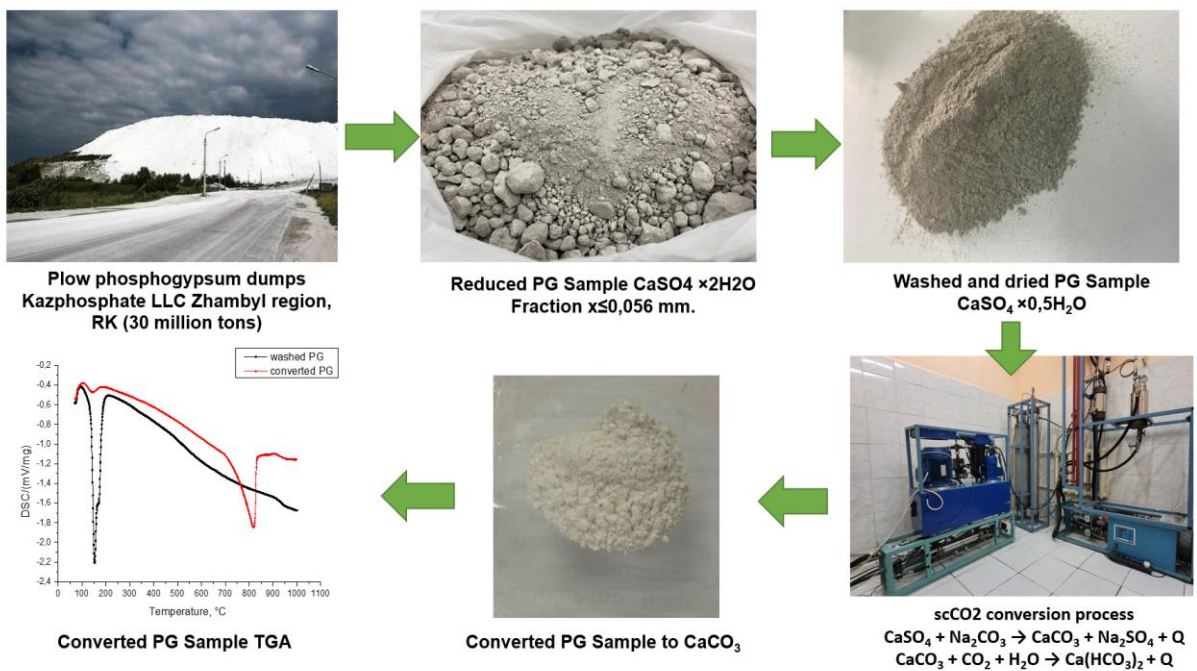 Plow phosphogypsum dumps
Kazphosphate LLC Zhambyl region,
RK (30 million tons)
Reduced PG Sample CaSO4 ×2H2O
Fraction x≤0,056 mm.
Washed and dried PG Sample
CaSO₄ ×0,5H₂O
scCO2 conversion process
CaSO₄ + Na₂CO₃ → CaCO₃ + Na₂SO₄ + Q
CaCO₃ + CO₂ + H₂O → Ca(HCO₃)₂ + Q
Converted PG Sample to CaCO₃
washed PG
converted PG
DSC/(mV/mg)
-0,2
-0,4
-0,6
-0,8
-1,0
-1,2
-1,4
-1,6
-1,8
-2,0
-2,2
-2,4
0 100 200 300 400 500 600 700 800 900 1000 1100
Temperature, °C
Converted PG Sample TGA